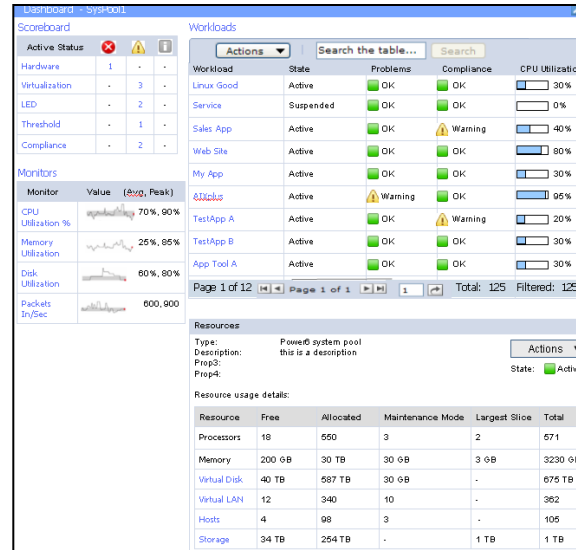 Dashboard - SysPool1
Scoreboard
Active Status
Hardware 1 - -
Virtualization - 3 -
LED - 2 -
Threshold - 1 -
Compliance - 2 -
Monitors
Monitor Value (Avg, Peak)
CPU Utilization % 70%, 90%
Memory Utilization 25%, 85%
Disk Utilization 60%, 80%
Packets In/Sec 600,900
Workloads
Actions Search the table... Search
Workload State Problems Compliance CPU Utilizatio
Linux Good Active OK OK 30%
Service Suspended OK OK 0%
Sales App Active OK Warning 40%
Web Site Active OK OK 80%
My App Active OK OK 30%
AIXplus Active Warning OK 95%
TestApp A Active OK Warning 20%
TestApp B Active OK OK 30%
App Tool A Active OK OK 30%
Page 1 of 12 Page 1 of 1 1 Total: 125 Filtered: 125
Resources
Type: Power6 system pool
Description: this is a description
Prop3:
Prop4:
Actions
State: Activ
Resource usage details:
Resource Free Allocated Maintenance Mode Largest Slice Total
Processors 18 550 3 2 571
Memory 200 GB 30 TB 30 GB 3 GB 3230 G
Virtual Disk 40 TB 587 TB 30 GB - 675 TB
Virtual LAN 12 340 10 - 362
Hosts 4 98 3 - 105
Storage 34 TB 254 TB - 1 TB 1 TB